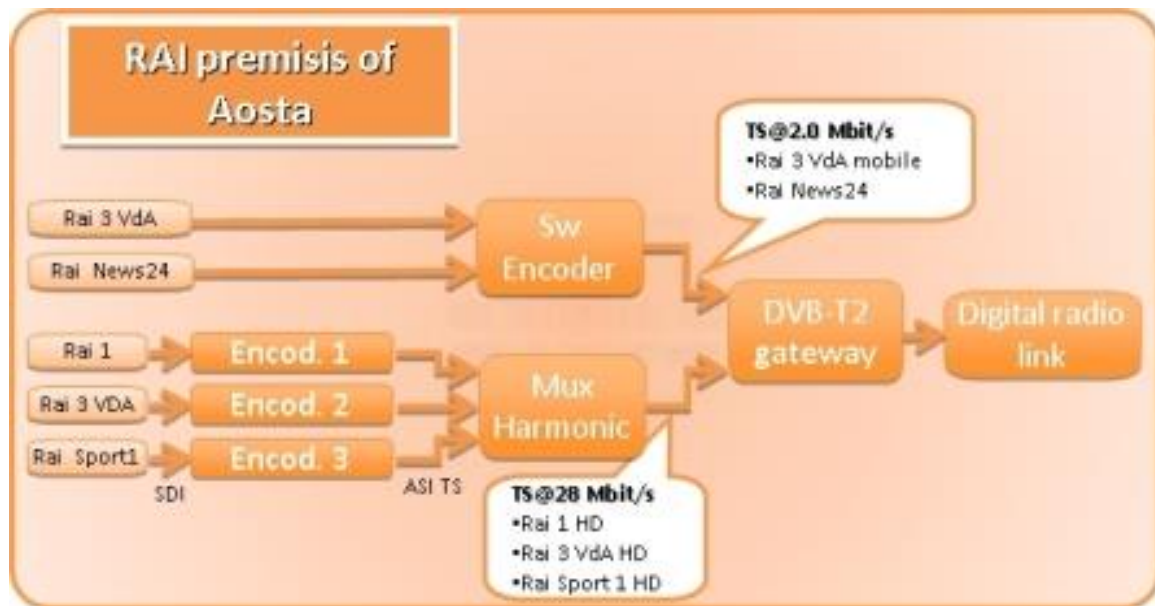 RAI premisis of
Aosta
TS@2.0 Mbit/s
•Rai 3 VdA mobile
•Rai News24
Rai 3 VdA
Sw
Encoder
Rai News24
DVB-T2
gateway
Digital radio
link
Rai 1
Encod. 1
Rai 3 VDA
Encod. 2
Mux
Harmonic
Rai Sport1
Encod. 3
SDI
ASI TS
TS@28 Mbit/s
•Rai 1 HD
•Rai 3 VdA HD
•Rai Sport 1 HD